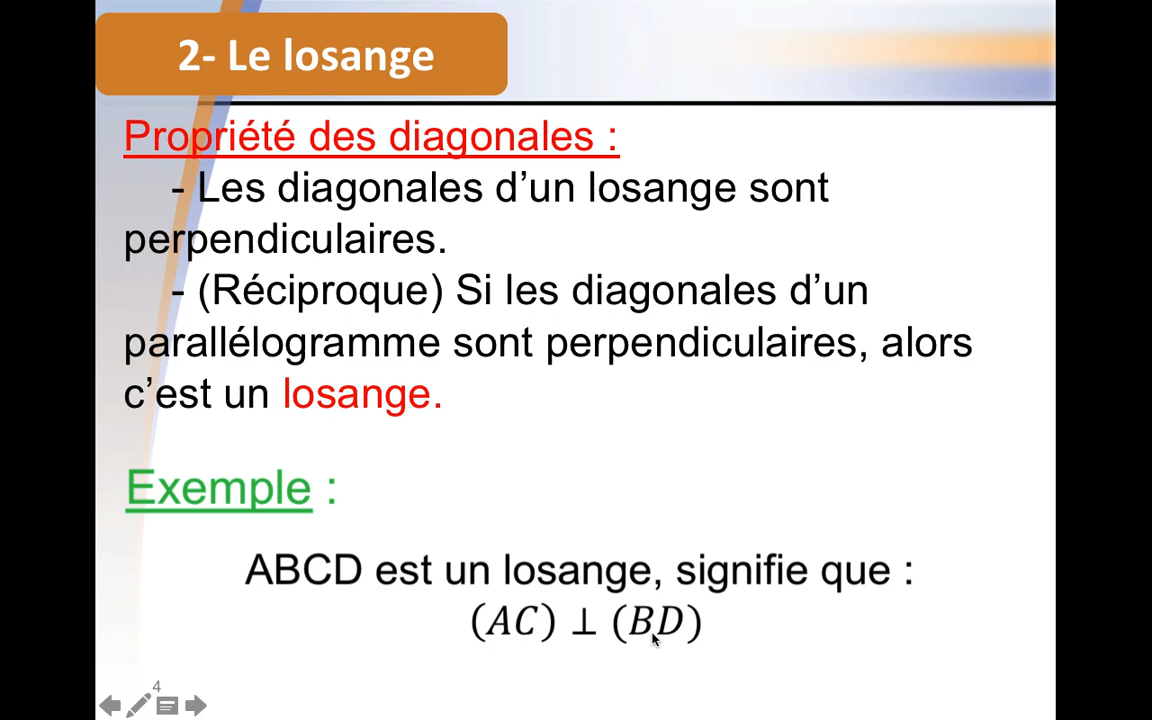 2- Le losange
Propriété des diagonales :
- Les diagonales d’un losange sont
perpendiculaires.
- (Réciproque) Si les diagonales d’un
parallélogramme sont perpendiculaires, alors
c’est un losange.
Exemple :
ABCD est un losange, signifie que :
(AC) ⊥ (BD)
4